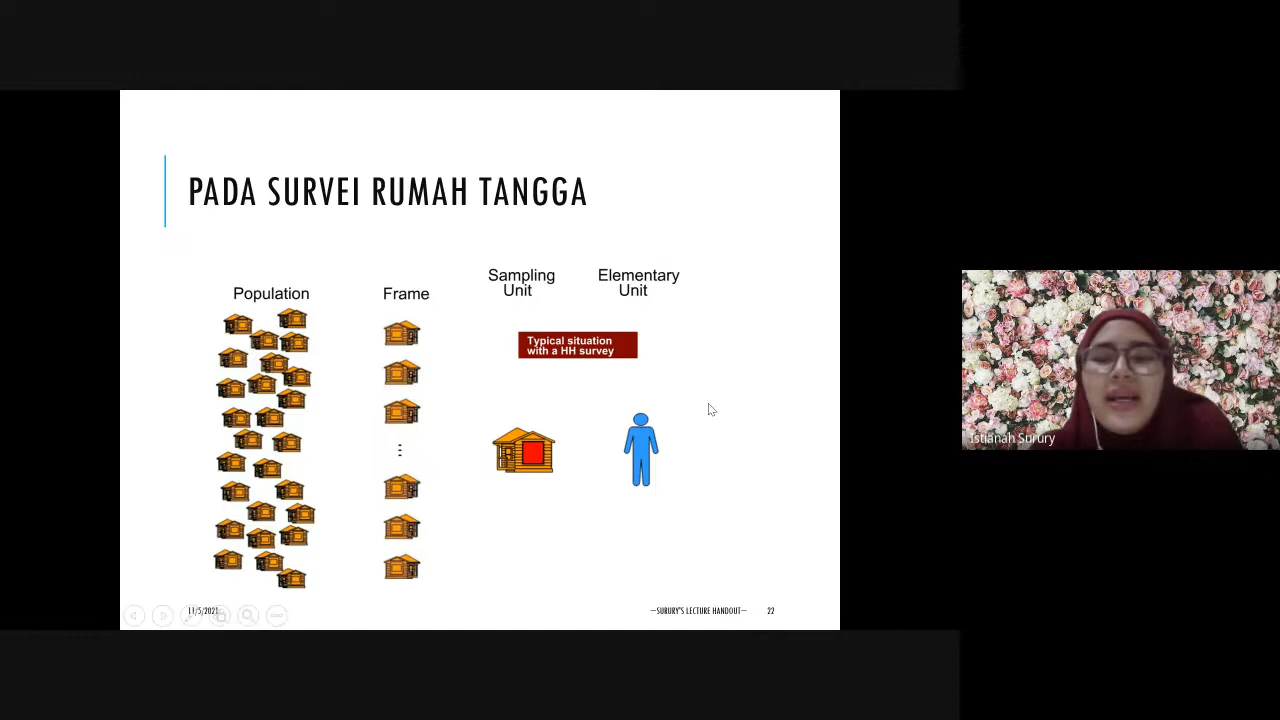 PADA SURVEI RUMAH TANGGA
Population
Frame
Sampling
Unit
Elementary
Unit
Typical situation
with a HH survey
Istianah Surury
11/5/2021
—SURURY'S LECTURE HANDOUT—
22